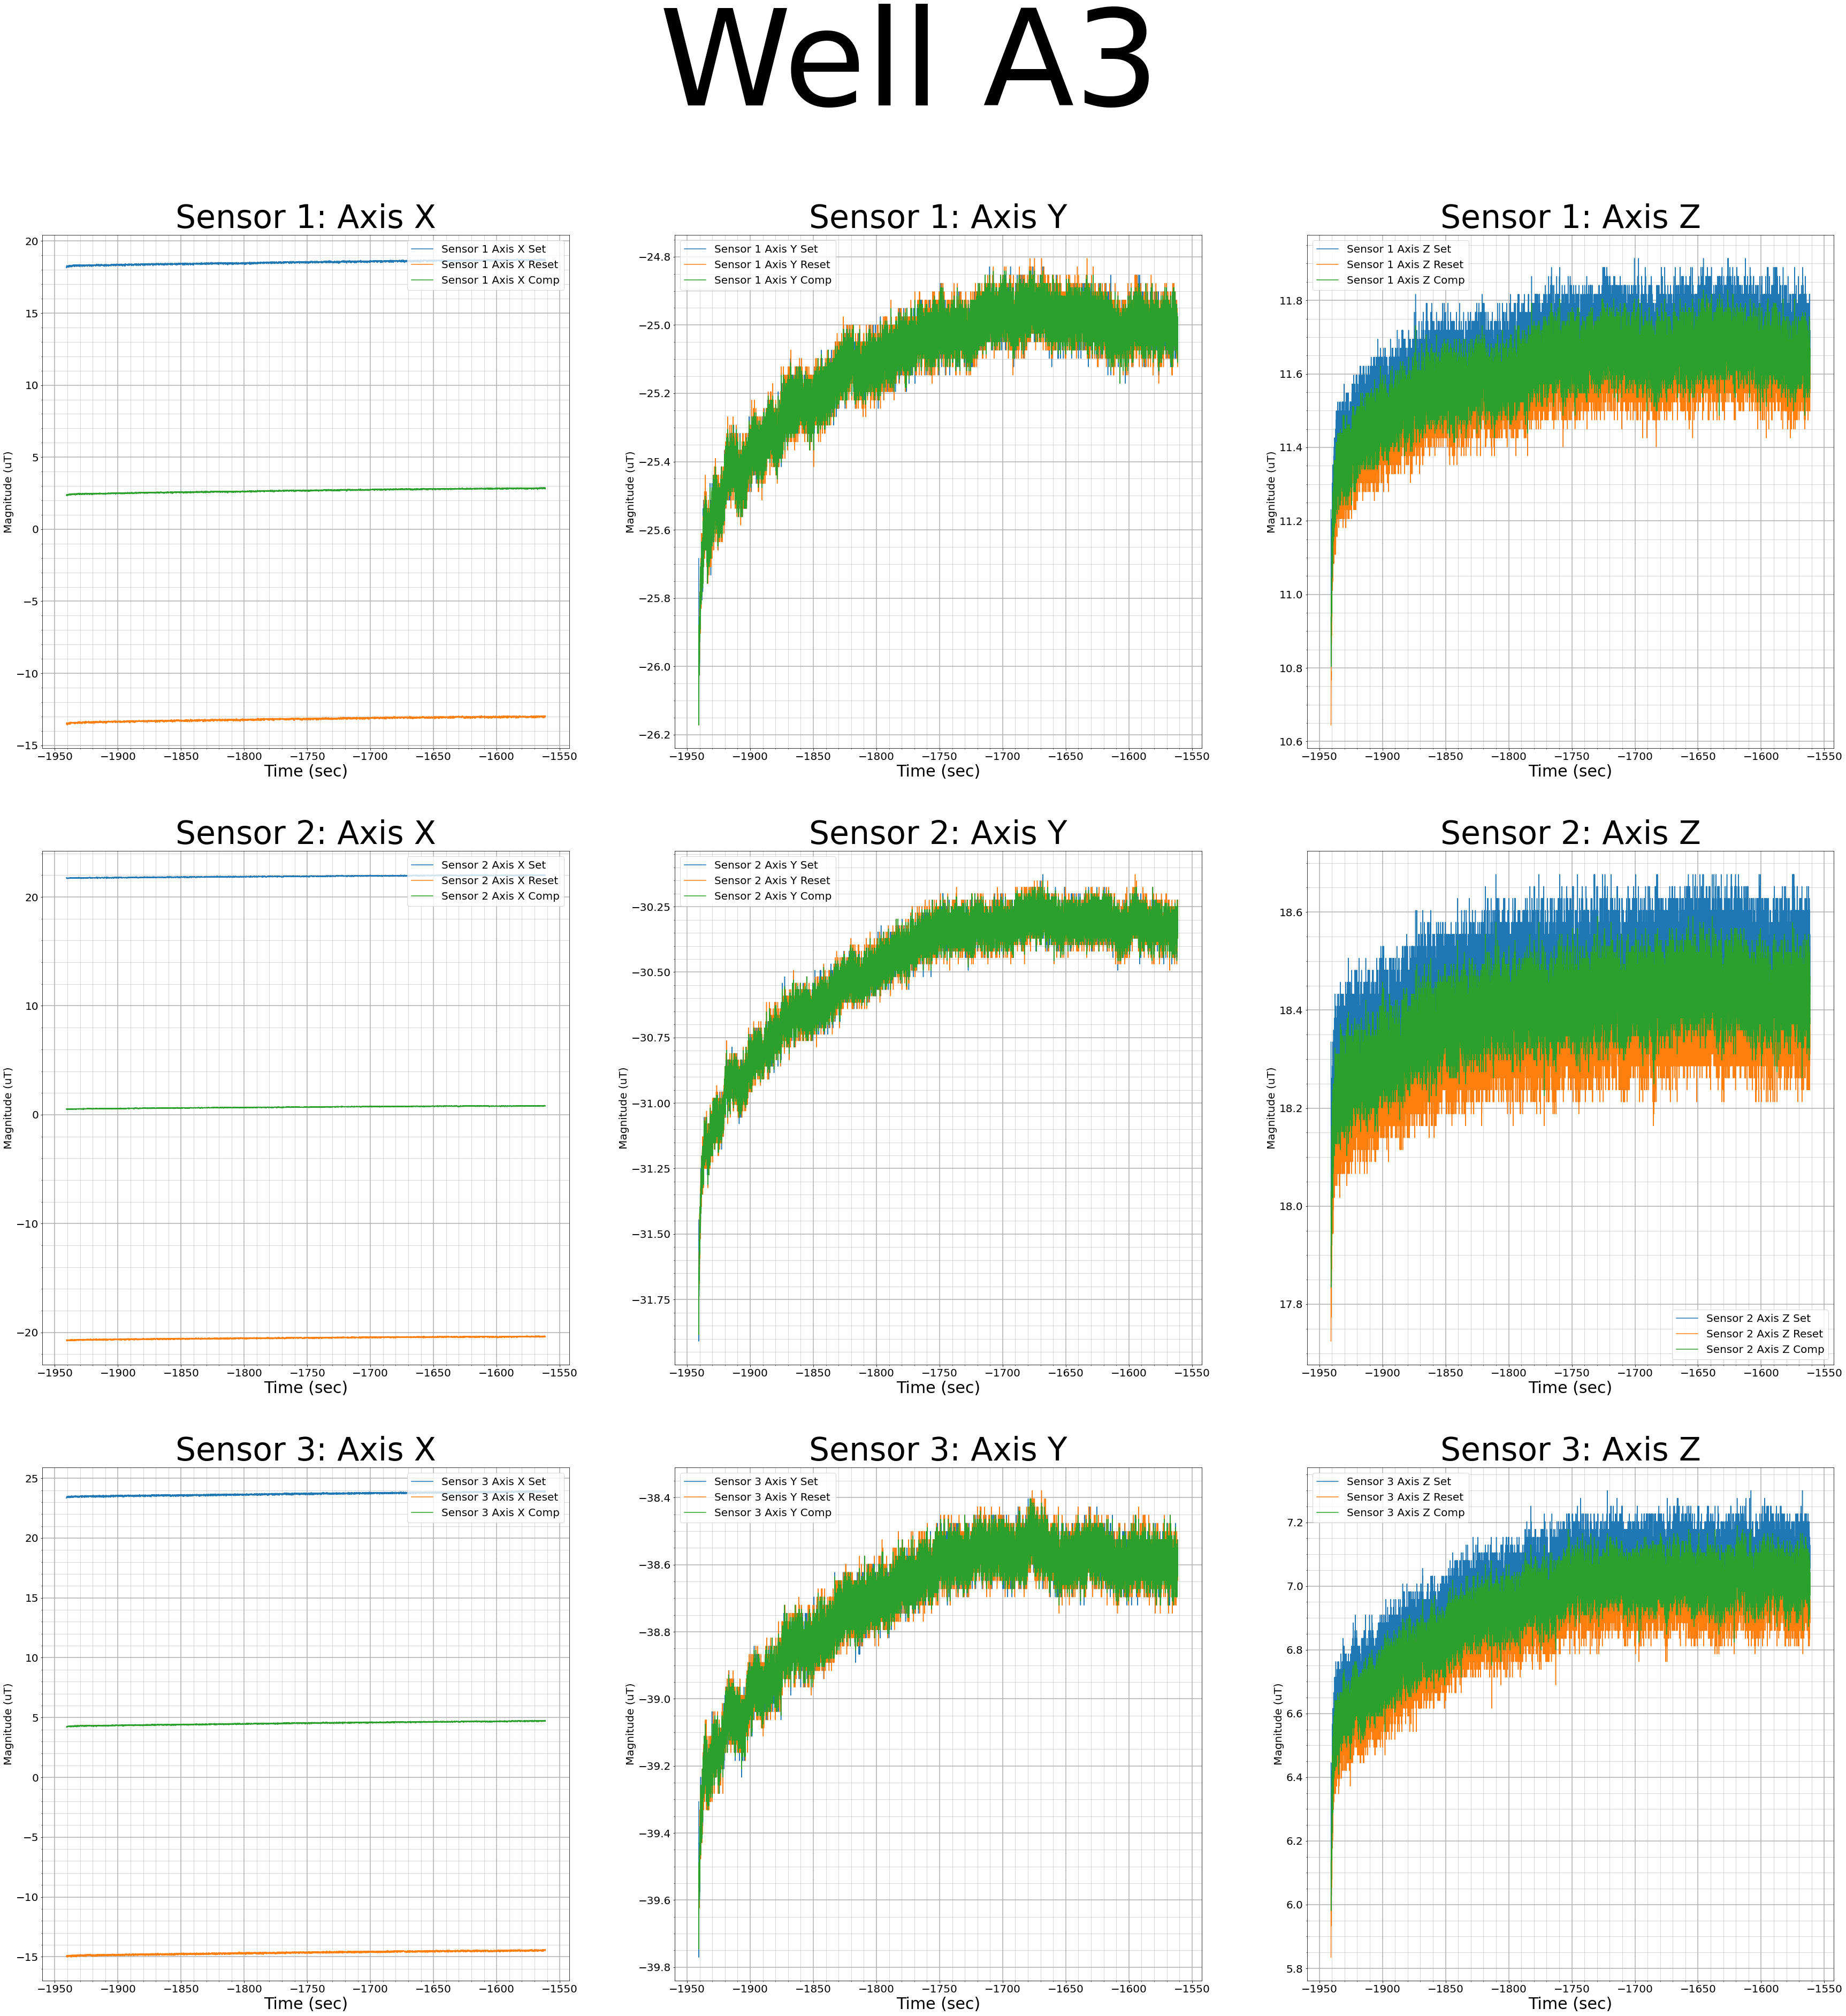 Well A3
Sensor 1: Axis X
Sensor 1 Axis X Set
Sensor 1 Axis X Reset
Sensor 1 Axis X Comp
20
15
10
5
0
−5
−10
−15
Magnitude (uT)
−1950 −1900 −1850 −1800 −1750 −1700 −1650 −1600 −1550
Time (sec)
Sensor 1: Axis Y
Sensor 1 Axis Y Set
Sensor 1 Axis Y Reset
Sensor 1 Axis Y Comp
−24.8
−25.0
−25.2
−25.4
−25.6
−25.8
−26.0
−26.2
Magnitude (uT)
−1950 −1900 −1850 −1800 −1750 −1700 −1650 −1600 −1550
Time (sec)
Sensor 1: Axis Z
Sensor 1 Axis Z Set
Sensor 1 Axis Z Reset
Sensor 1 Axis Z Comp
11.8
11.6
11.4
11.2
11.0
10.8
10.6
Magnitude (uT)
−1950 −1900 −1850 −1800 −1750 −1700 −1650 −1600 −1550
Time (sec)
Sensor 2: Axis X
Sensor 2 Axis X Set
Sensor 2 Axis X Reset
Sensor 2 Axis X Comp
20
10
0
−10
−20
Magnitude (uT)
−1950 −1900 −1850 −1800 −1750 −1700 −1650 −1600 −1550
Time (sec)
Sensor 2: Axis Y
Sensor 2 Axis Y Set
Sensor 2 Axis Y Reset
Sensor 2 Axis Y Comp
−30.25
−30.50
−30.75
−31.00
−31.25
−31.50
−31.75
Magnitude (uT)
−1950 −1900 −1850 −1800 −1750 −1700 −1650 −1600 −1550
Time (sec)
Sensor 2: Axis Z
18.6
18.4
18.2
18.0
17.8
Magnitude (uT)
Sensor 2 Axis Z Set
Sensor 2 Axis Z Reset
Sensor 2 Axis Z Comp
−1950 −1900 −1850 −1800 −1750 −1700 −1650 −1600 −1550
Time (sec)
Sensor 3: Axis X
Sensor 3 Axis X Set
Sensor 3 Axis X Reset
Sensor 3 Axis X Comp
25
20
15
10
5
0
−5
−10
−15
Magnitude (uT)
−1950 −1900 −1850 −1800 −1750 −1700 −1650 −1600 −1550
Time (sec)
Sensor 3: Axis Y
Sensor 3 Axis Y Set
Sensor 3 Axis Y Reset
Sensor 3 Axis Y Comp
−38.4
−38.6
−38.8
−39.0
−39.2
−39.4
−39.6
−39.8
Magnitude (uT)
−1950 −1900 −1850 −1800 −1750 −1700 −1650 −1600 −1550
Time (sec)
Sensor 3: Axis Z
Sensor 3 Axis Z Set
Sensor 3 Axis Z Reset
Sensor 3 Axis Z Comp
7.2
7.0
6.8
6.6
6.4
6.2
6.0
5.8
Magnitude (uT)
−1950 −1900 −1850 −1800 −1750 −1700 −1650 −1600 −1550
Time (sec)